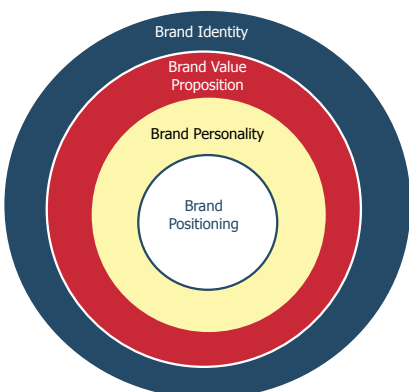 Brand Identity
Brand Value
Proposition
Brand Personality
Brand
Positioning